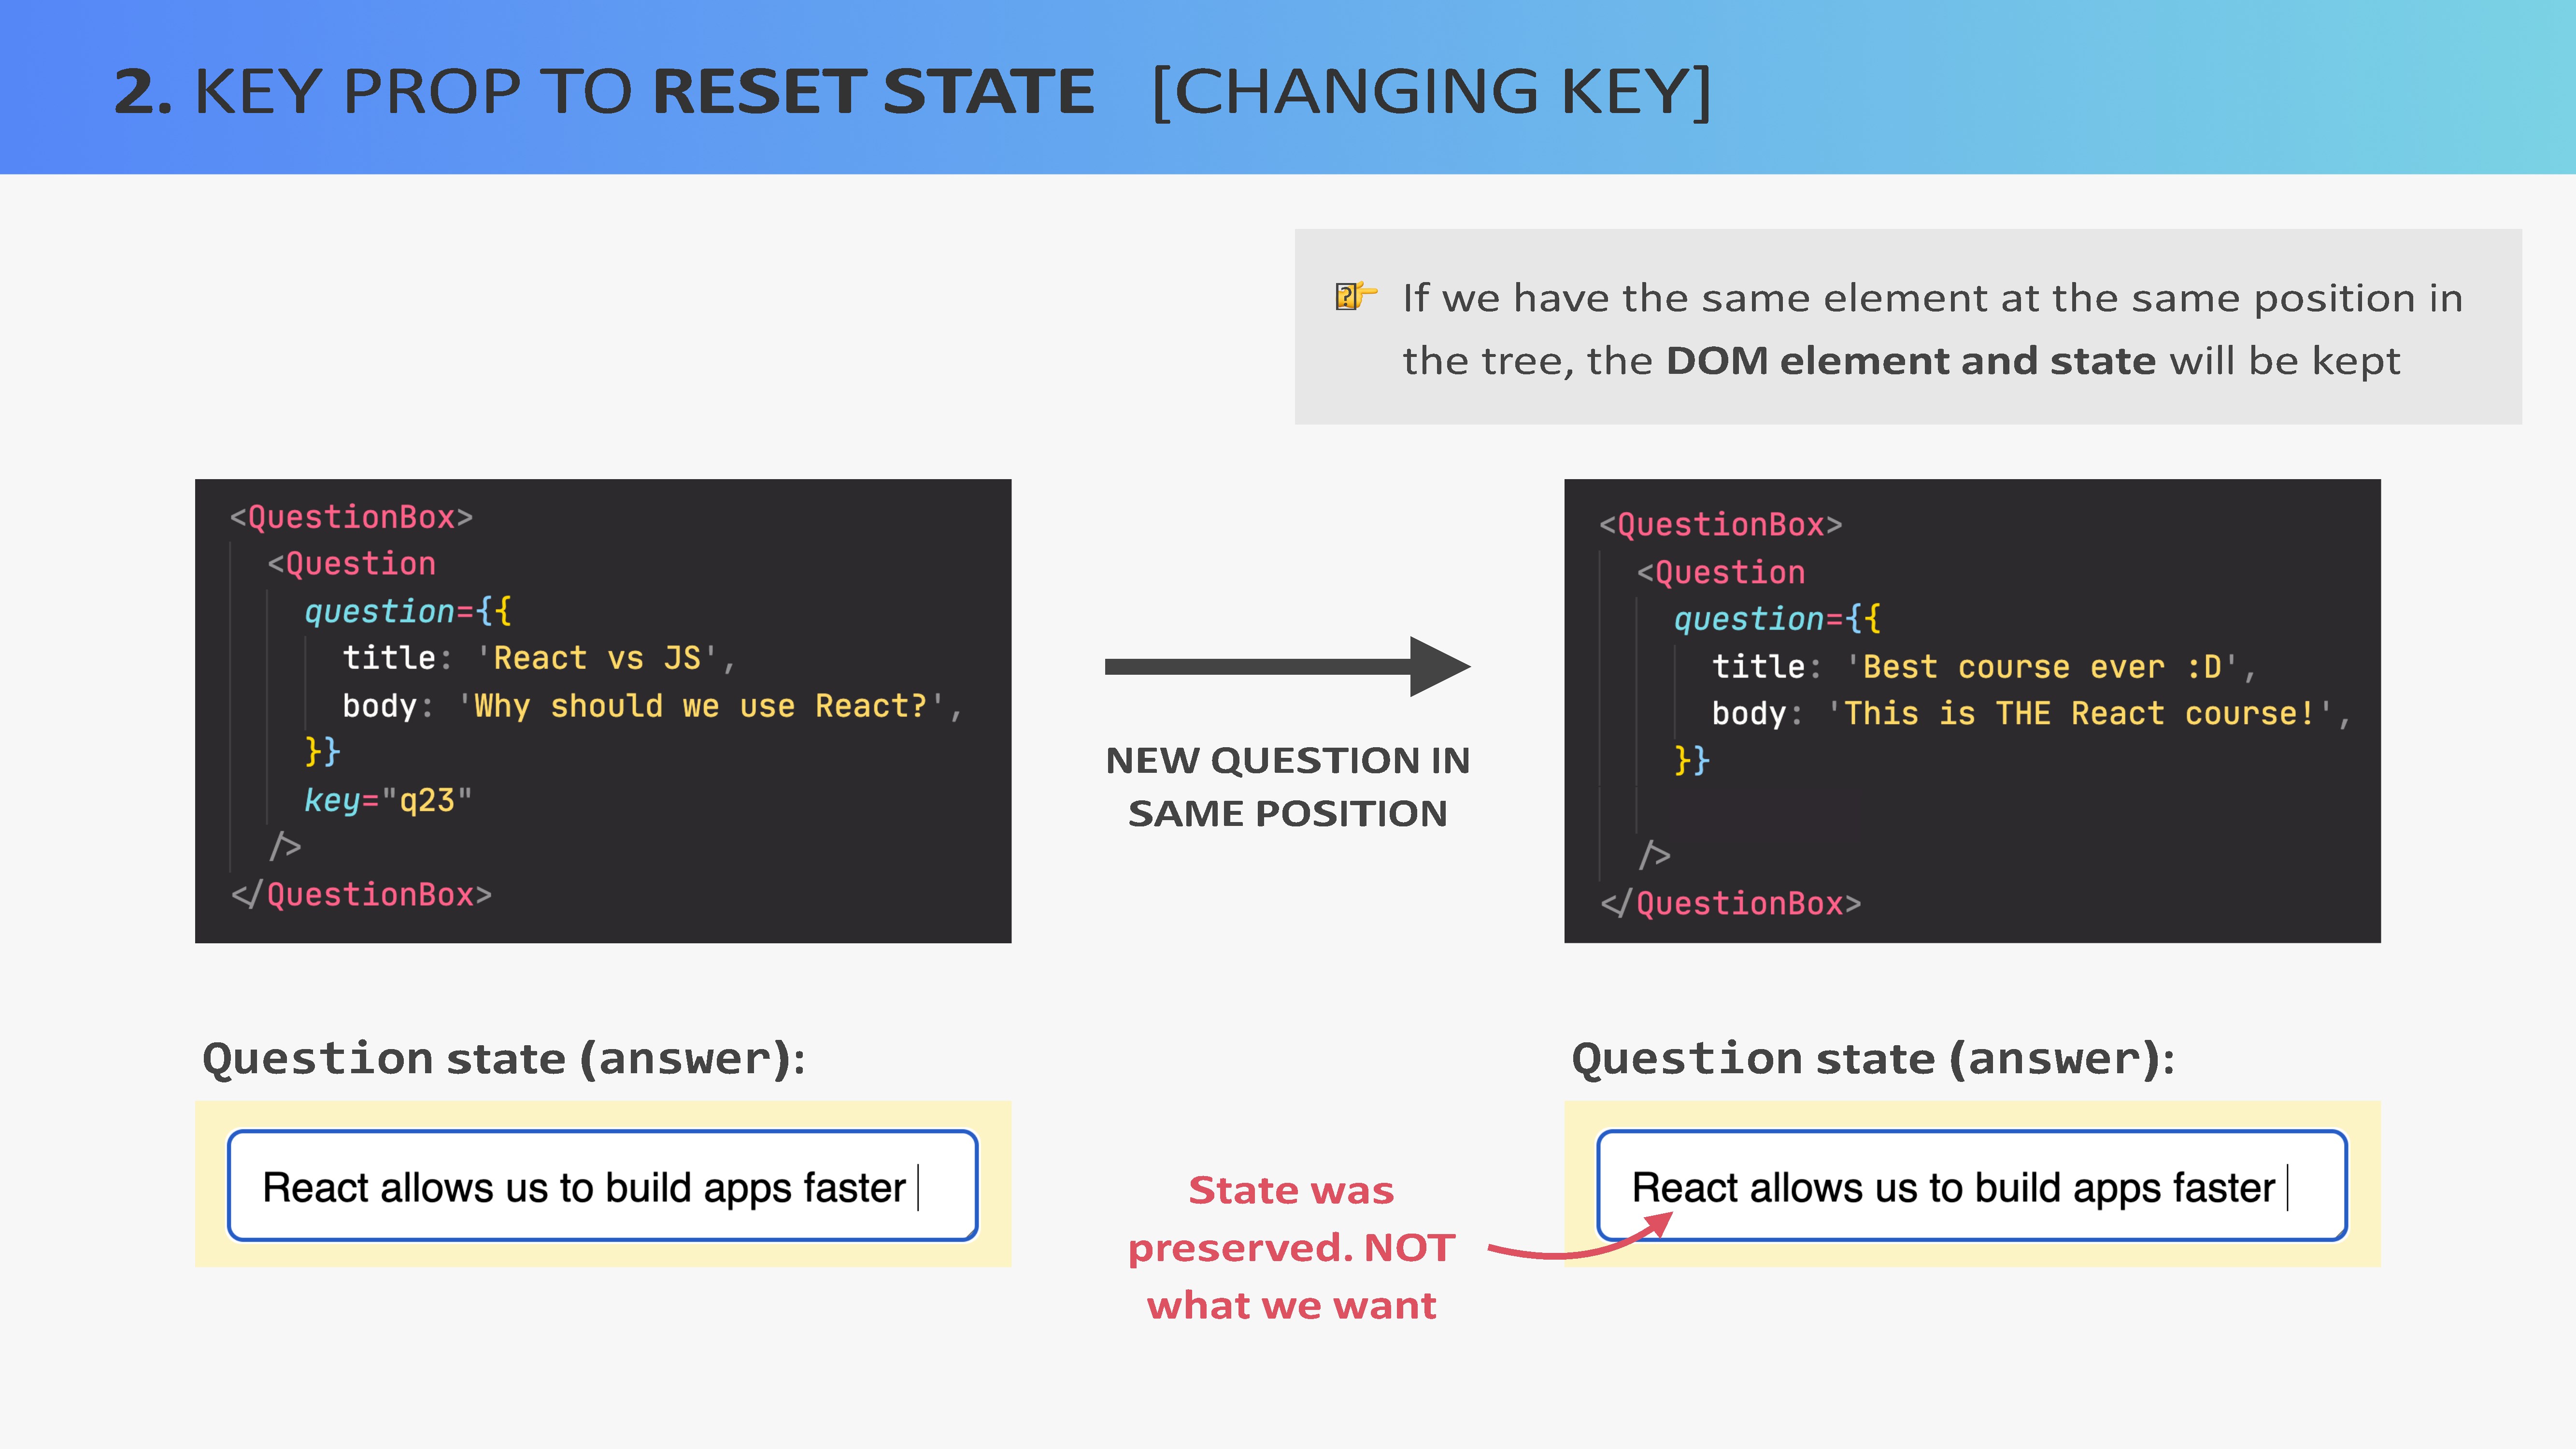 2. KEY PROP TO RESET STATE [CHANGING KEY]
If we have the same element at the same position in
the tree, the DOM element and state will be kept
<QuestionBox>
<Question
question={{
title: 'React vs JS',
body: 'Why should we use React?',
}}
key="q23"
/>
</QuestionBox>
NEW QUESTION IN
SAME POSITION
<QuestionBox>
<Question
question={{
title: 'Best course ever :D',
body: 'This is THE React course!',
}}
/>
</QuestionBox>
Question state (answer):
React allows us to build apps faster
State was
preserved. NOT
what we want
Question state (answer):
React allows us to build apps faster